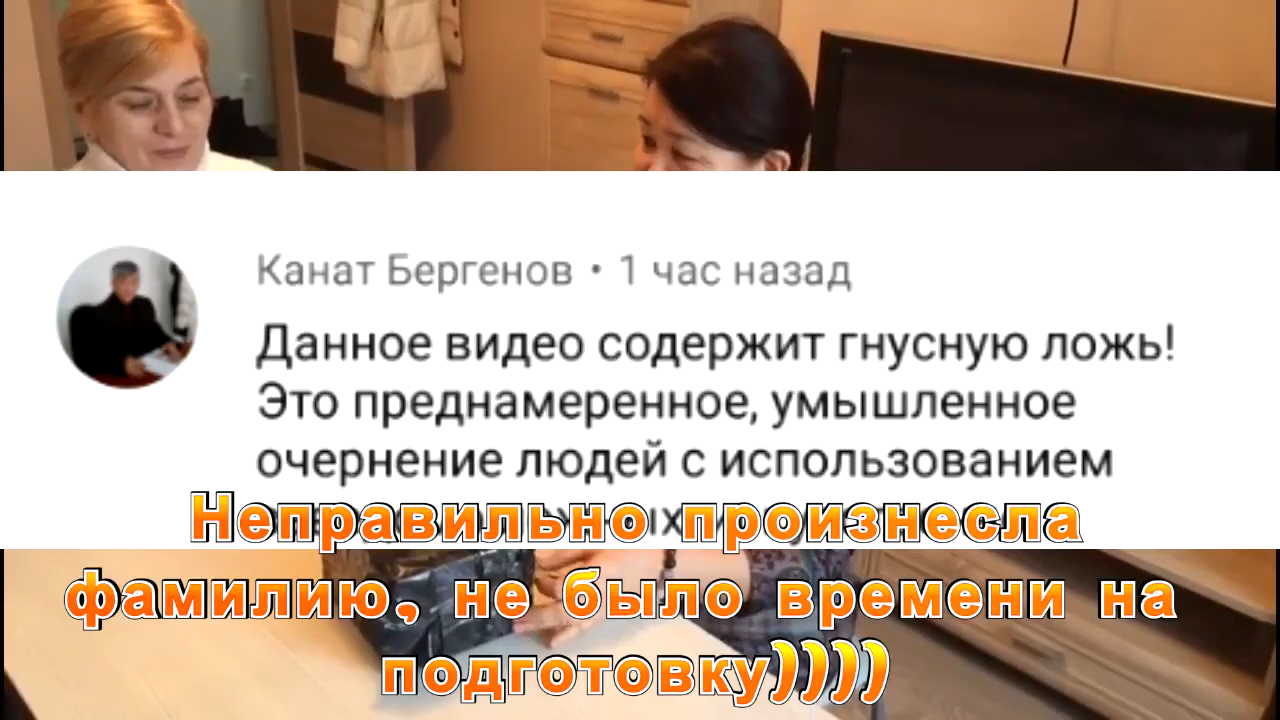 Канат Бергенов • 1 час назад
Данное видео содержит гнусную ложь!
Это преднамеренное, умышленное
очернение людей с использованием
Неправильно произнесла
фамилию, не было времени на
подготовку))))